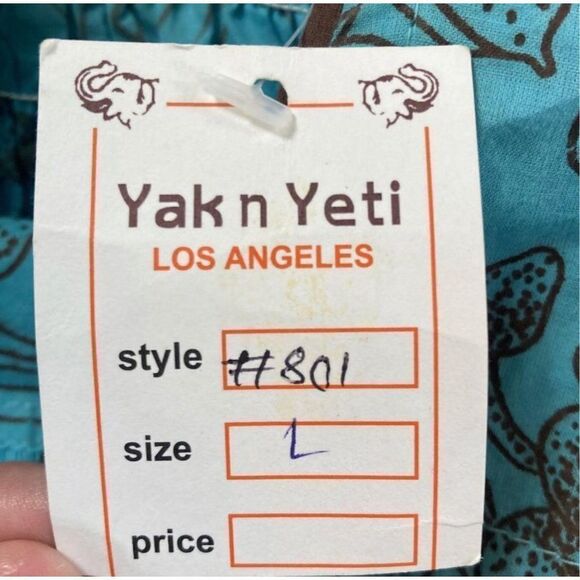 Yak n Yeti
LOS ANGELES
style #801
size L
price